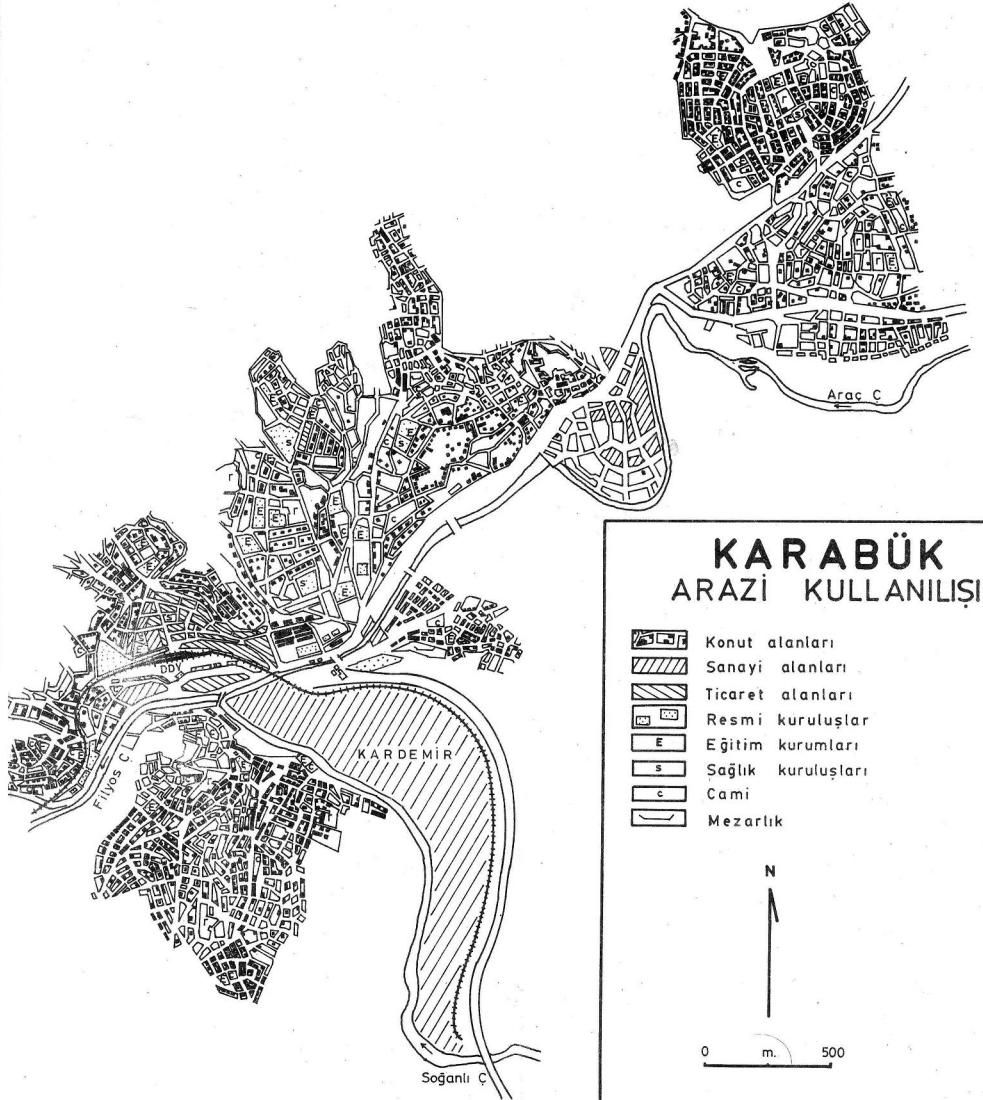 Araç Ç
DDY
KARDEMİR
Filyos Ç
Soğanlı Ç
KARABÜK
ARAZİ KULLANILIŞI
Konut alanları
Sanayi alanları
Ticaret alanları
Resmi kuruluşlar
E Eğitim kurumları
S Sağlık kuruluşları
C Cami
Mezarlık
N
0 m. 500